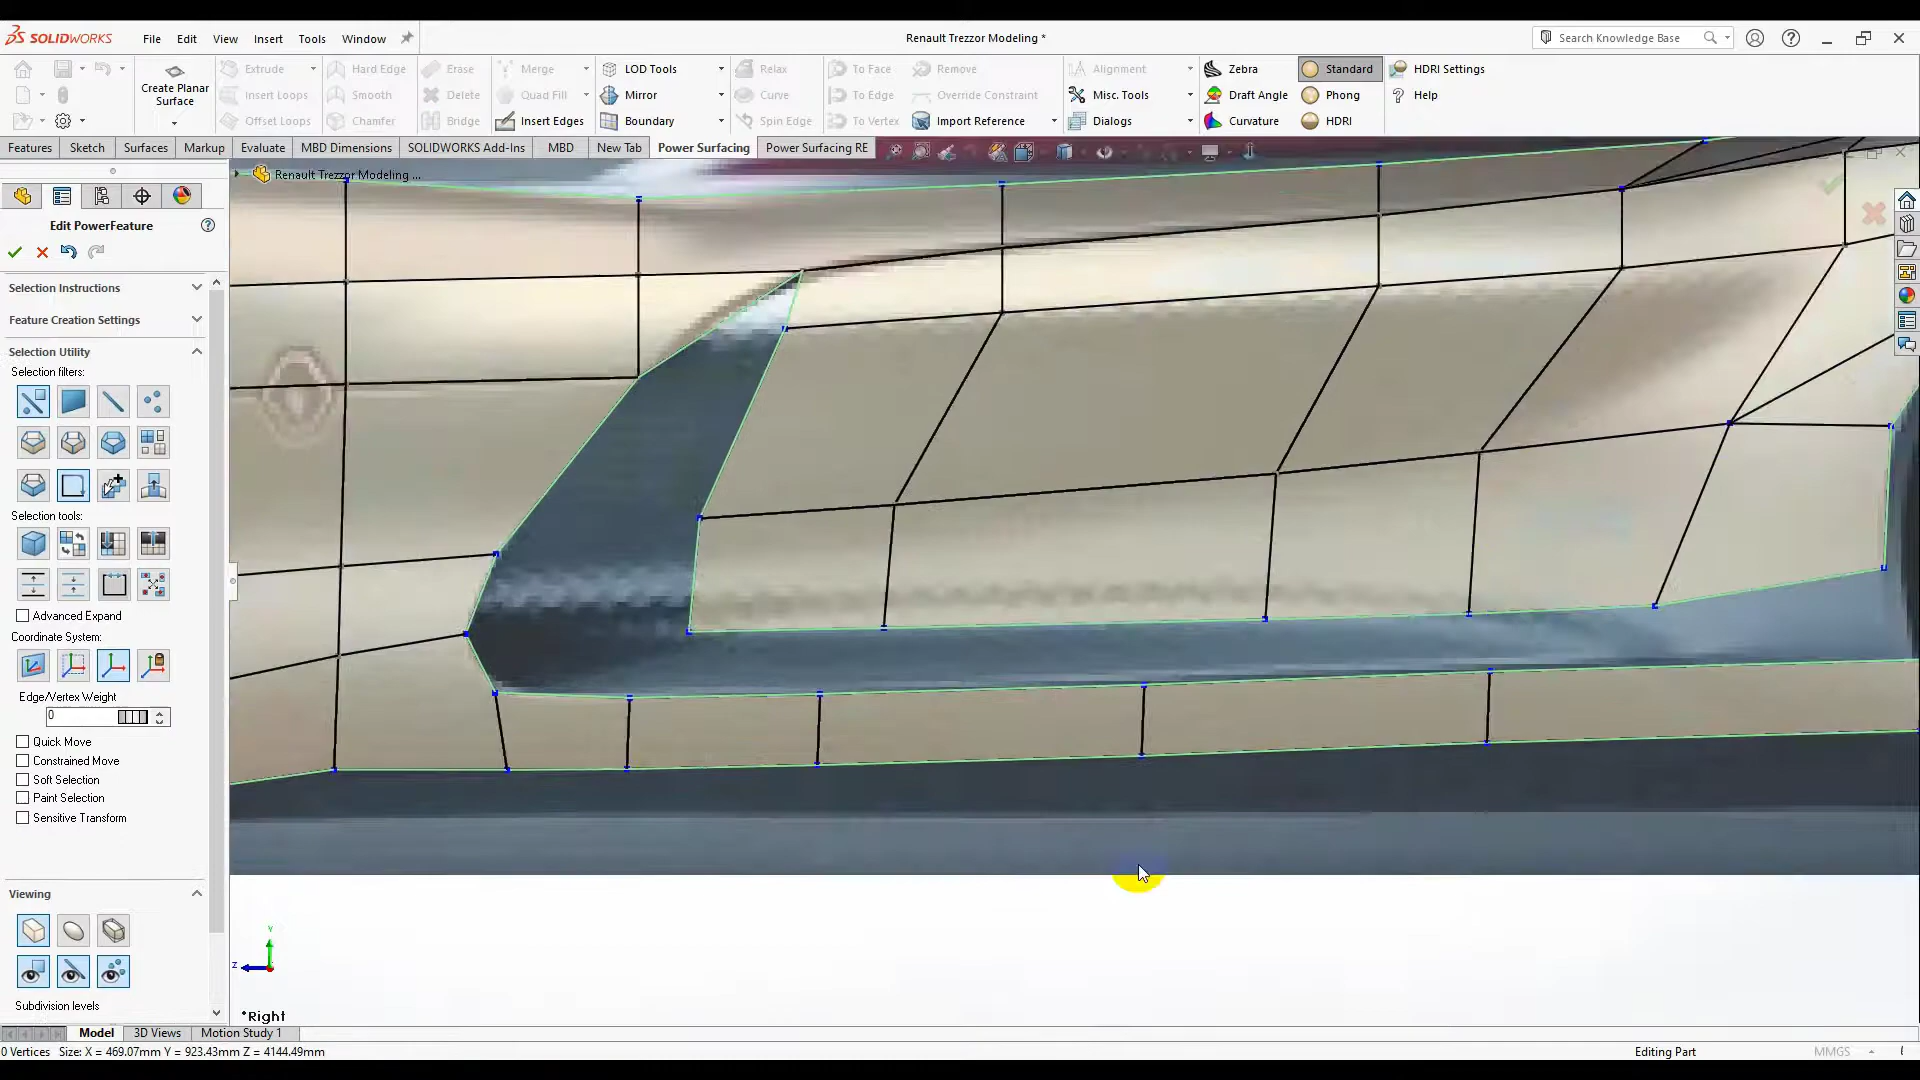 SOLIDWORKS File Edit View Insert Tools Window Renault Trezzor Modeling * Search Knowledge Base
Extrude Hard Edge Erase Merge LOD Tools Relax To Face Remove Alignment Zebra Standard HDRI Settings
Create Planar Surface Insert Loops Smooth Delete Quad Fill Mirror Curve To Edge Override Constraint Misc. Tools Draft Angle Phong Help
Offset Loops Chamfer Bridge Insert Edges Boundary Spin Edge To Vertex Import Reference Dialogs Curvature HDRI
Features Sketch Surfaces Markup Evaluate MBD Dimensions SOLIDWORKS Add-Ins MBD New Tab Power Surfacing Power Surfacing RE
Renault Trezzor Modeling ...
Edit PowerFeature
Selection Instructions
Feature Creation Settings
Selection Utility
Selection filters:
Selection tools:
Advanced Expand
Coordinate System:
Edge/Vertex Weight
0
Quick Move
Constrained Move
Soft Selection
Paint Selection
Sensitive Transform
Viewing
Subdivision levels
Y
Z
*Right
Model 3D Views Motion Study 1
0 Vertices Size: X = 469.07mm Y = 923.43mm Z = 4144.49mm Editing Part MMGS